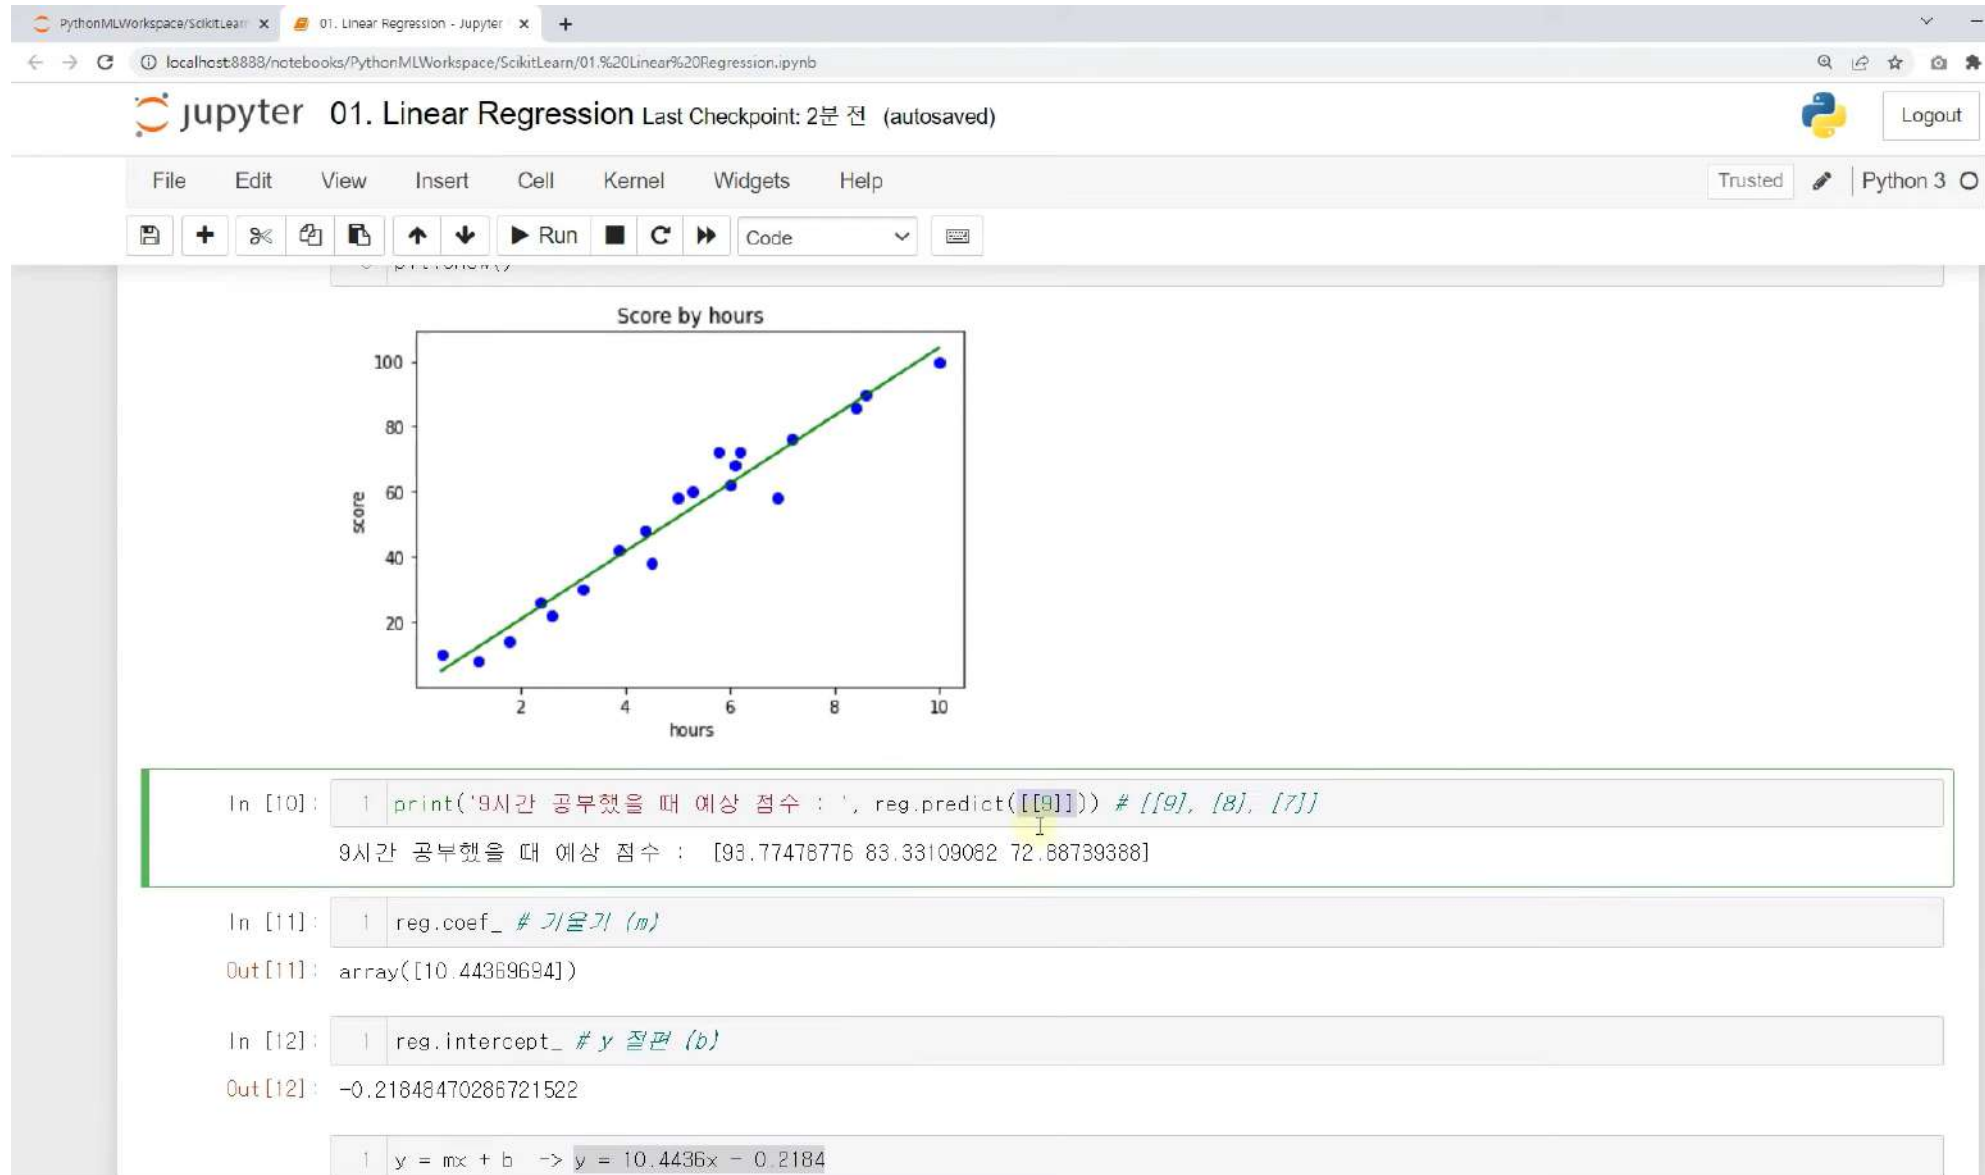 PythonMLWorkspace/ScikitLear
01. Linear Regression - Jupyter
localhost:8888/notebooks/PythonMLWorkspace/ScikitLearn/01.%20Linear%20Regression.ipynb
jupyter 01. Linear Regression Last Checkpoint: 2분 전 (autosaved)
Logout
File Edit View Insert Cell Kernel Widgets Help
Trusted Python 3
Run Code
Score by hours
100
80
60
40
20
score
2 4 6 8 10
hours
In [10]: 1 print('9시간 공부했을 때 예상 점수 : ', reg.predict([[9]])) # [[9], [8], [7]]
9시간 공부했을 때 예상 점수 : [93.77478776 83.33109082 72.88739388]
In [11]: 1 reg.coef_ # 기울기 (m)
Out[11]: array([10.44369694])
In [12]: 1 reg.intercept_ # y 절편 (b)
Out[12]: -0.21848470286721522
1 y = mx + b -> y = 10.4436x - 0.2184